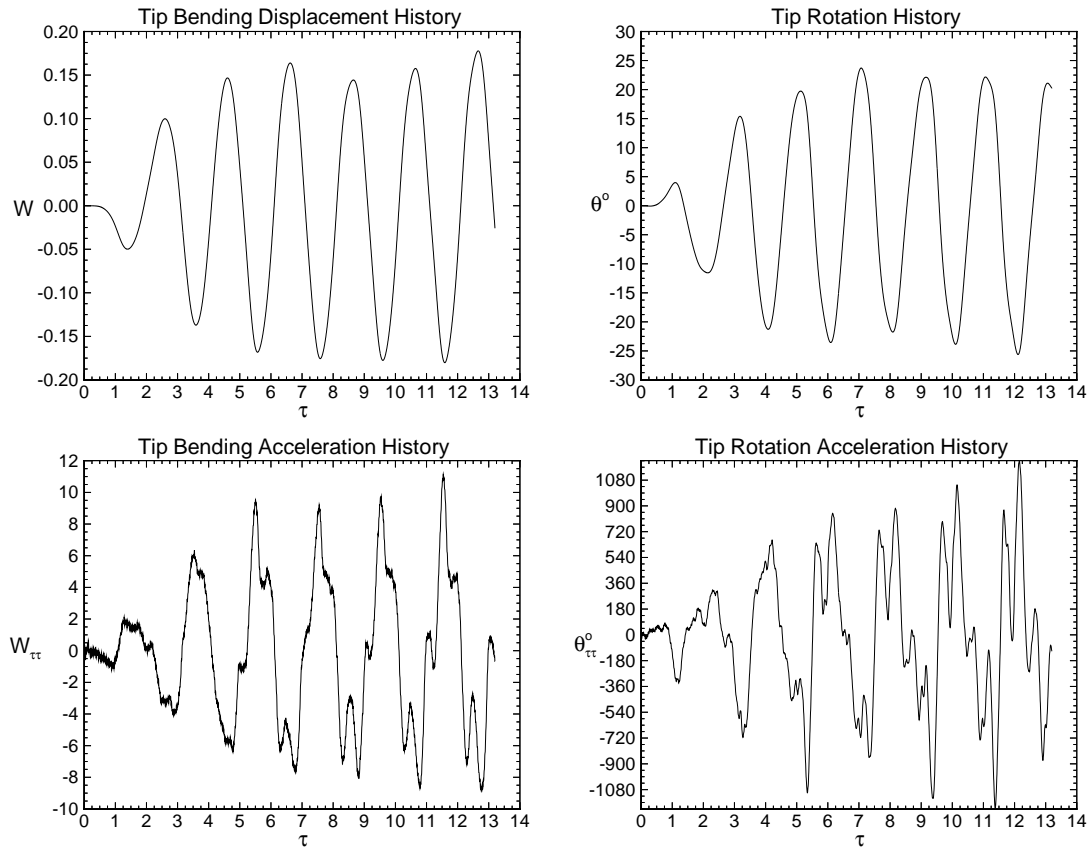 Tip Bending Displacement History
0.20
0.15
0.10
0.05
0.00
-0.05
-0.10
-0.15
-0.20
W
0 1 2 3 4 5 6 7 8 9 10 11 12 13 14
τ
Tip Rotation History
30
25
20
15
10
5
0
-5
-10
-15
-20
-25
-30
θ°
0 1 2 3 4 5 6 7 8 9 10 11 12 13 14
τ
Tip Bending Acceleration History
12
10
8
6
4
2
0
-2
-4
-6
-8
-10
Wττ
0 1 2 3 4 5 6 7 8 9 10 11 12 13 14
τ
Tip Rotation Acceleration History
1080
900
720
540
360
180
0
-180
-360
-540
-720
-900
-1080
θ°ττ
0 1 2 3 4 5 6 7 8 9 10 11 12 13 14
τ